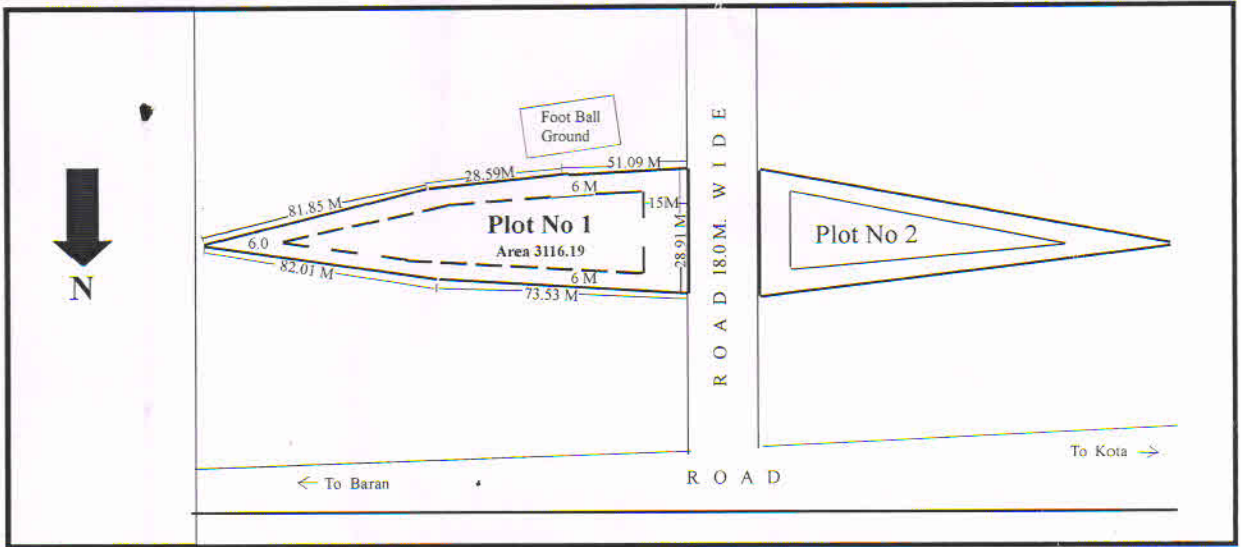 Foot Ball
Ground
51.09 M
28.59M
81.85 M
6 M
15M
28.91 M
Plot No 1
Area 3116.19
6.0
82.01 M
6 M
73.53 M
ROAD 18.0 M. WIDE
Plot No 2
N
To Kota →
← To Baran
ROAD